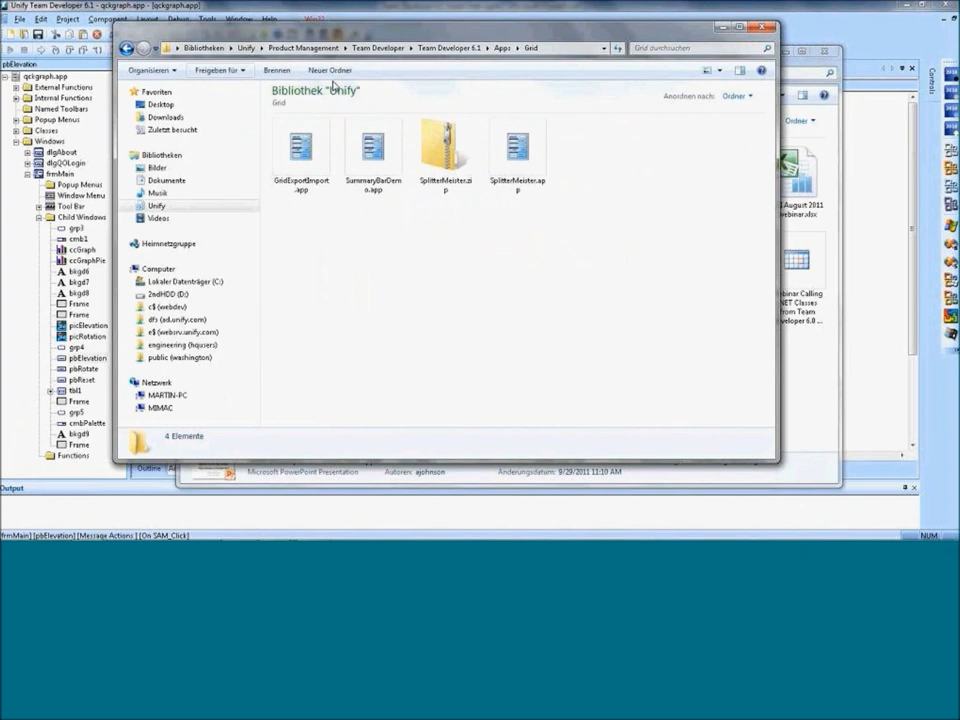 Unify Team Developer 6.1 - qckgraph.app - [qckgraph.app]
File Edit Project Component Layout Debug Tools Window Help Win32
pbElevation
qckgraph.app
External Functions
Internal Functions
Named Toolbars
Popup Menus
Classes
Windows
dlgAbout
dlgQOLogin
frmMain
Popup Menus
Window Menu
Tool Bar
Child Windows
grp3
cmb1
ccGraph
ccGraphPie
bkgd6
bkgd7
bkgd8
Frame
Frame
picElevation
picRotation
grp4
pbElevation
pbRotate
pbReset
tbl1
Frame
grp5
cmbPalette
bkgd9
Frame
Functions
Bibliotheken Unify Product Management Team Developer Team Developer 6.1 Apps Grid
Grid durchsuchen
Organisieren Freigeben für Brennen Neuer Ordner
Favoriten
Desktop
Downloads
Zuletzt besucht
Bibliotheken
Bilder
Dokumente
Musik
Unify
Videos
Heimnetzgruppe
Computer
Lokaler Datenträger (C:)
2ndHDD (D:)
c$ (webdev)
dfs (ad.unify.com)
e$ (websrv.unify.com)
engineering (hqusers)
public (washington)
Netzwerk
MARTIN-PC
MIMAC
Bibliothek "Unify"
Grid
Anordnen nach: Ordner
GridExportImport
.app
SummaryBarDem
o.app
SplitterMeister.zi
p
SplitterMeister.ap
p
4 Elemente
Ordner
August 2011
ebinar.xlsx
binar Calling
NET Classes
from Team
eveloper 6.0 ...
Controls
Outline
Microsoft PowerPoint Presentation
Autoren: ajohnson
Änderungsdatum: 9/29/2011 11:10 AM
Output
frmMain] [pbElevation] [Message Actions ] [On SAM_Click]
NUM